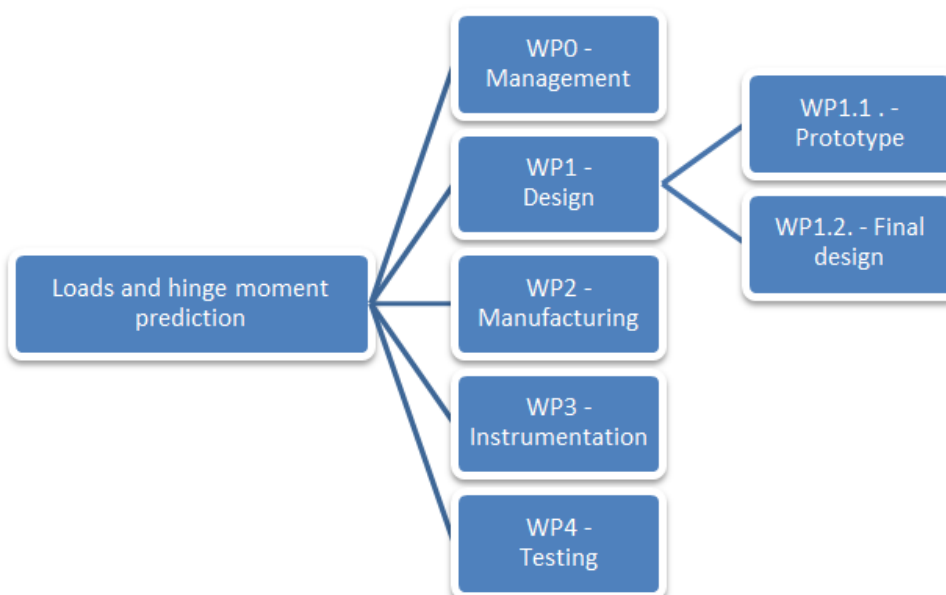 WP0 -
Management
WP1.1 . -
Prototype
WP1 -
Design
WP1.2. - Final
design
Loads and hinge moment
prediction
WP2 -
Manufacturing
WP3 -
Instrumentation
WP4 -
Testing